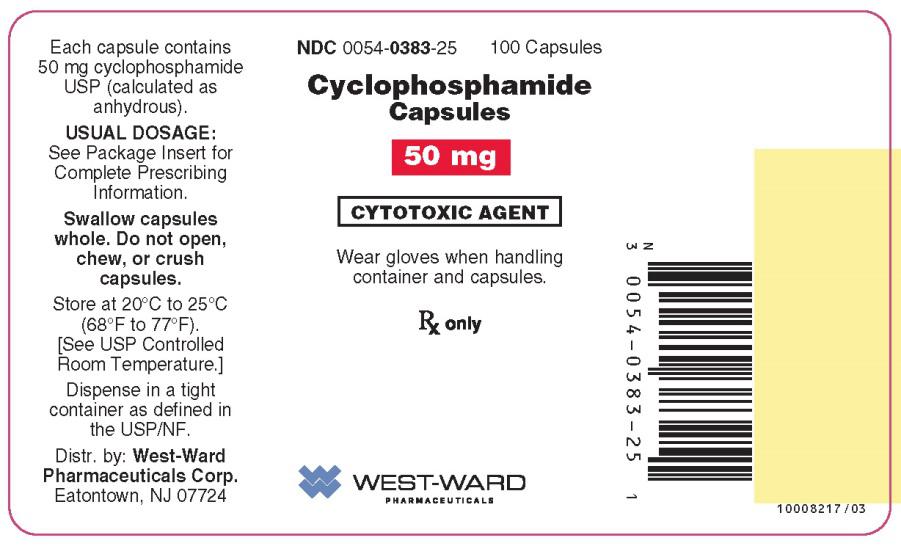 Each capsule contains
50 mg cyclophosphamide
USP (calculated as
anhydrous).
USUAL DOSAGE:
See Package Insert for
Complete Prescribing
Information.
Swallow capsules
whole. Do not open,
chew, or crush
capsules.
Store at 20°C to 25°C
(68°F to 77°F).
[See USP Controlled
Room Temperature.]
Dispense in a tight
container as defined in
the USP/NF.
Distr. by: West-Ward
Pharmaceuticals Corp.
Eatontown, NJ 07724
NDC 0054-0383-25 100 Capsules
Cyclophosphamide
Capsules
50 mg
CYTOTOXIC AGENT
Wear gloves when handling
container and capsules.
℞ only
WEST-WARD
PHARMACEUTICALS
N
3 0054-0383-25 1
10008217/03